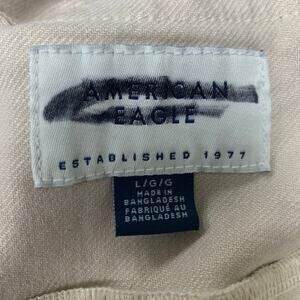 AMERICAN
EAGLE
ESTABLISHED 1977
L/G/G
MADE IN
BANGLADESH
FABRIQUÉ AU
BANGLADESH